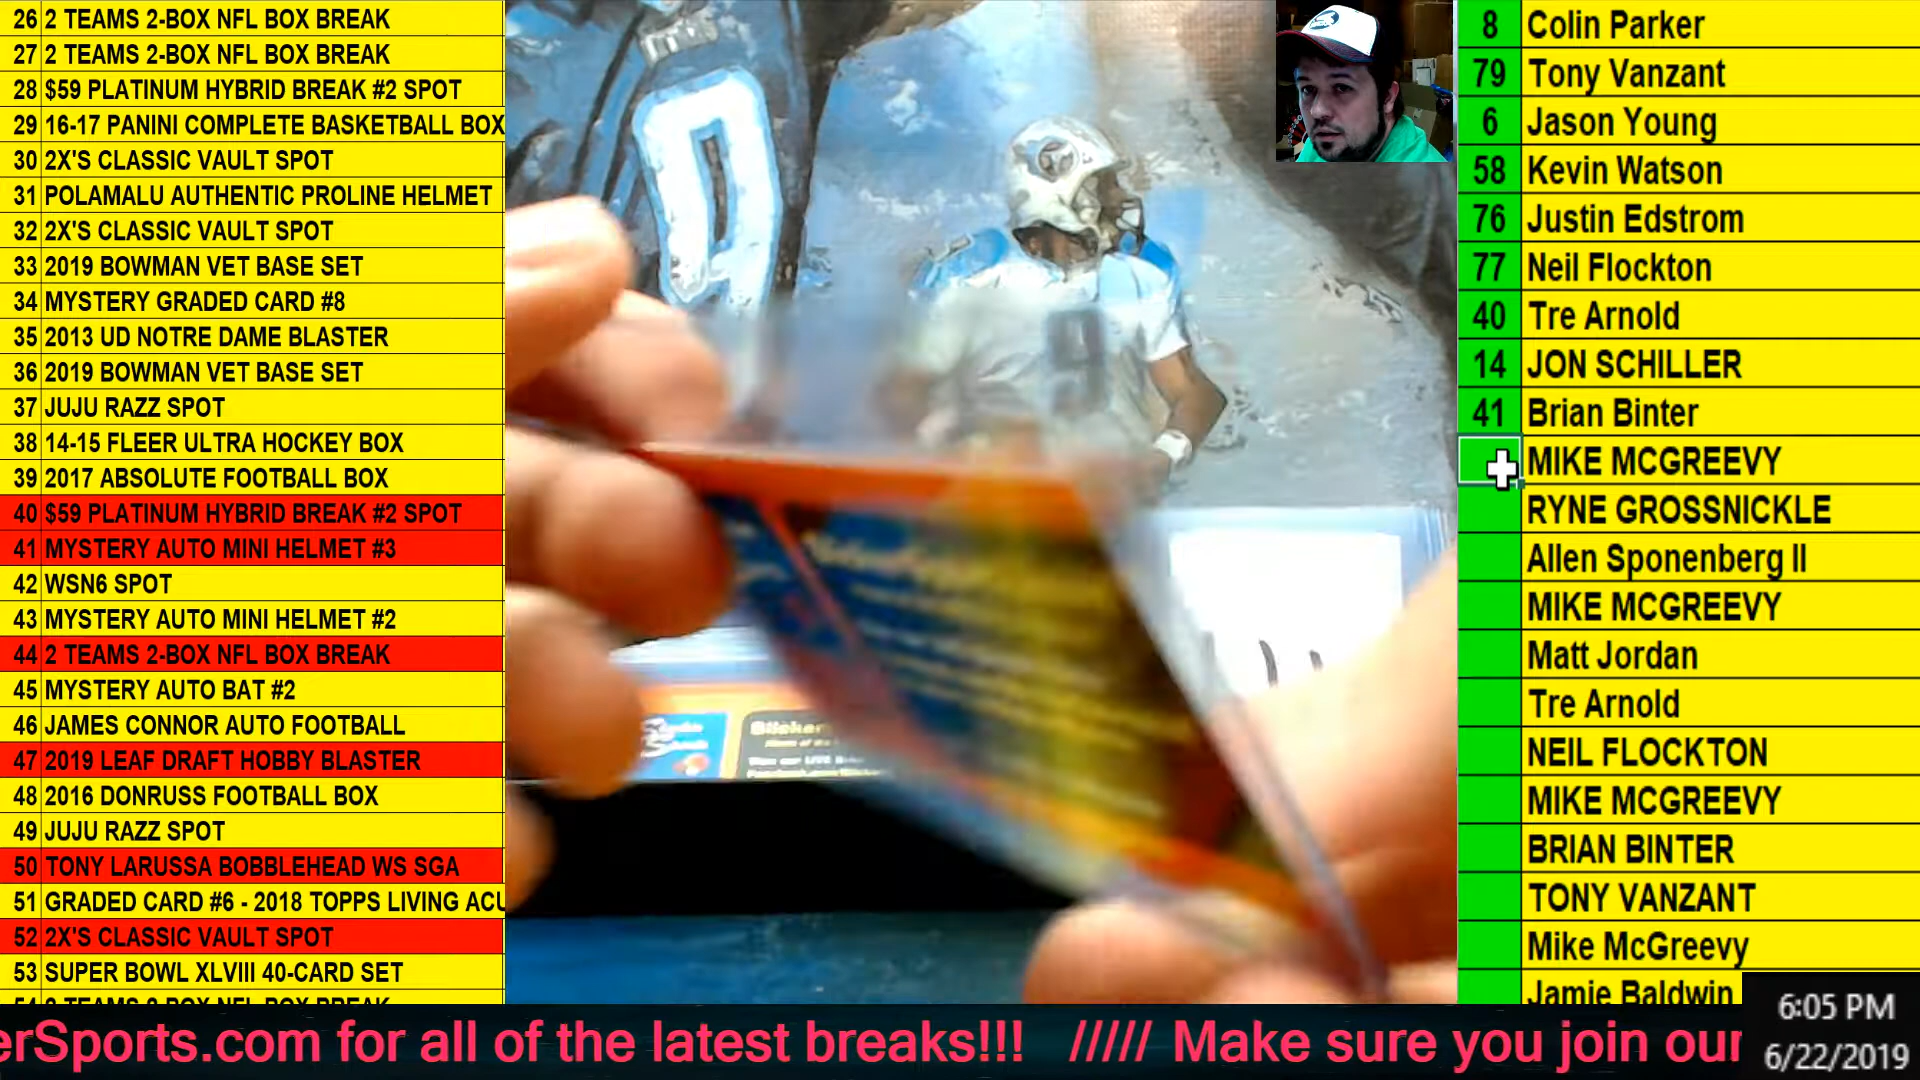 26 2 TEAMS 2-BOX NFL BOX BREAK
27 2 TEAMS 2-BOX NFL BOX BREAK
28 $59 PLATINUM HYBRID BREAK #2 SPOT
29 16-17 PANINI COMPLETE BASKETBALL BOX
30 2X'S CLASSIC VAULT SPOT
31 POLAMALU AUTHENTIC PROLINE HELMET
32 2X'S CLASSIC VAULT SPOT
33 2019 BOWMAN VET BASE SET
34 MYSTERY GRADED CARD #8
35 2013 UD NOTRE DAME BLASTER
36 2019 BOWMAN VET BASE SET
37 JUJU RAZZ SPOT
38 14-15 FLEER ULTRA HOCKEY BOX
39 2017 ABSOLUTE FOOTBALL BOX
40 $59 PLATINUM HYBRID BREAK #2 SPOT
41 MYSTERY AUTO MINI HELMET #3
42 WSN6 SPOT
43 MYSTERY AUTO MINI HELMET #2
44 2 TEAMS 2-BOX NFL BOX BREAK
45 MYSTERY AUTO BAT #2
46 JAMES CONNOR AUTO FOOTBALL
47 2019 LEAF DRAFT HOBBY BLASTER
48 2016 DONRUSS FOOTBALL BOX
49 JUJU RAZZ SPOT
50 TONY LARUSSA BOBBLEHEAD WS SGA
51 GRADED CARD #6 - 2018 TOPPS LIVING ACU
52 2X'S CLASSIC VAULT SPOT
53 SUPER BOWL XLVIII 40-CARD SET
54 2 TEAMS 2-BOX NFL BOX BREAK
9
8 Colin Parker
79 Tony Vanzant
6 Jason Young
58 Kevin Watson
76 Justin Edstrom
77 Neil Flockton
40 Tre Arnold
14 JON SCHILLER
41 Brian Binter
MIKE MCGREEVY
RYNE GROSSNICKLE
Allen Sponenberg II
MIKE MCGREEVY
Matt Jordan
Tre Arnold
NEIL FLOCKTON
MIKE MCGREEVY
BRIAN BINTER
TONY VANZANT
Mike McGreevy
Jamie Baldwin
erSports.com for all of the latest breaks!!! ///// Make sure you join our
6:05 PM
6/22/2019